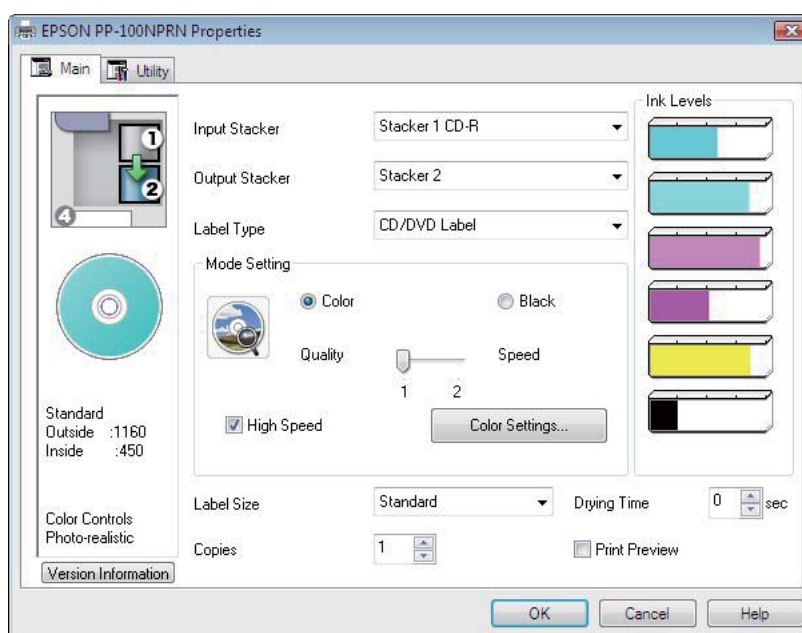 EPSON PP-100NPRN Properties
Main
Utility
1
2
4
Standard
Outside :1160
Inside :450
Color Controls
Photo-realistic
Version Information
Input Stacker
Stacker 1 CD-R
Output Stacker
Stacker 2
Label Type
CD/DVD Label
Mode Setting
Color
Black
Quality
Speed
1
2
High Speed
Color Settings...
Label Size
Standard
Drying Time
0
sec
Copies
1
Print Preview
Ink Levels
OK
Cancel
Help